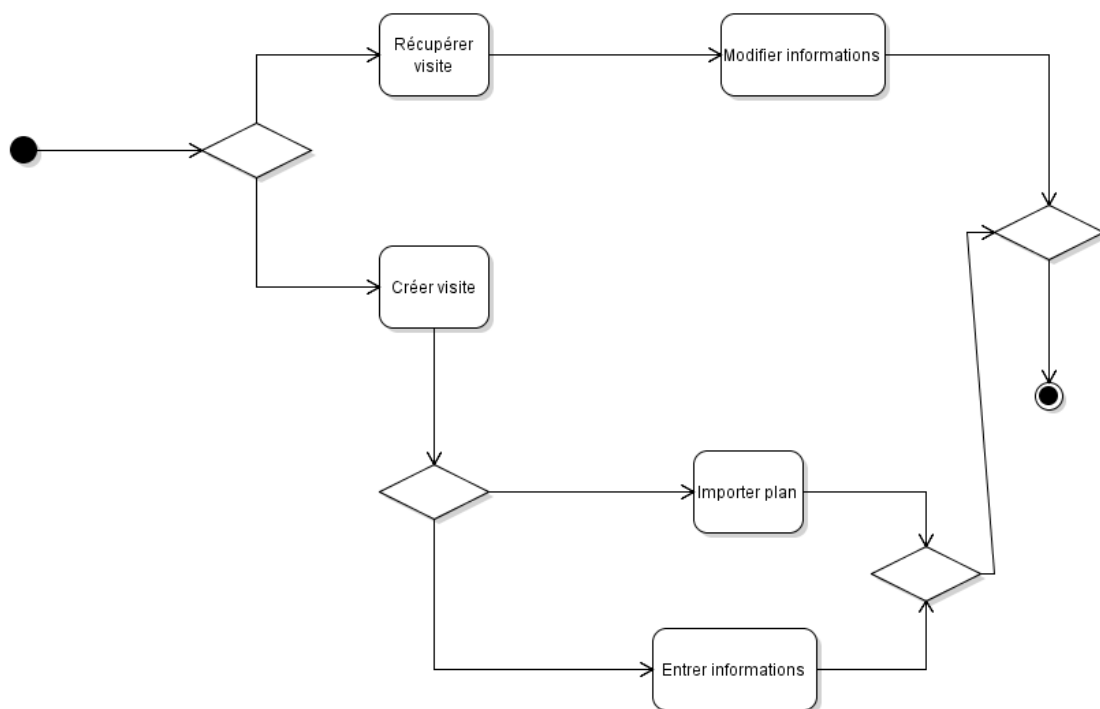 Récupérer
visite
Modifier informations
Créer visite
Importer plan
Entrer informations